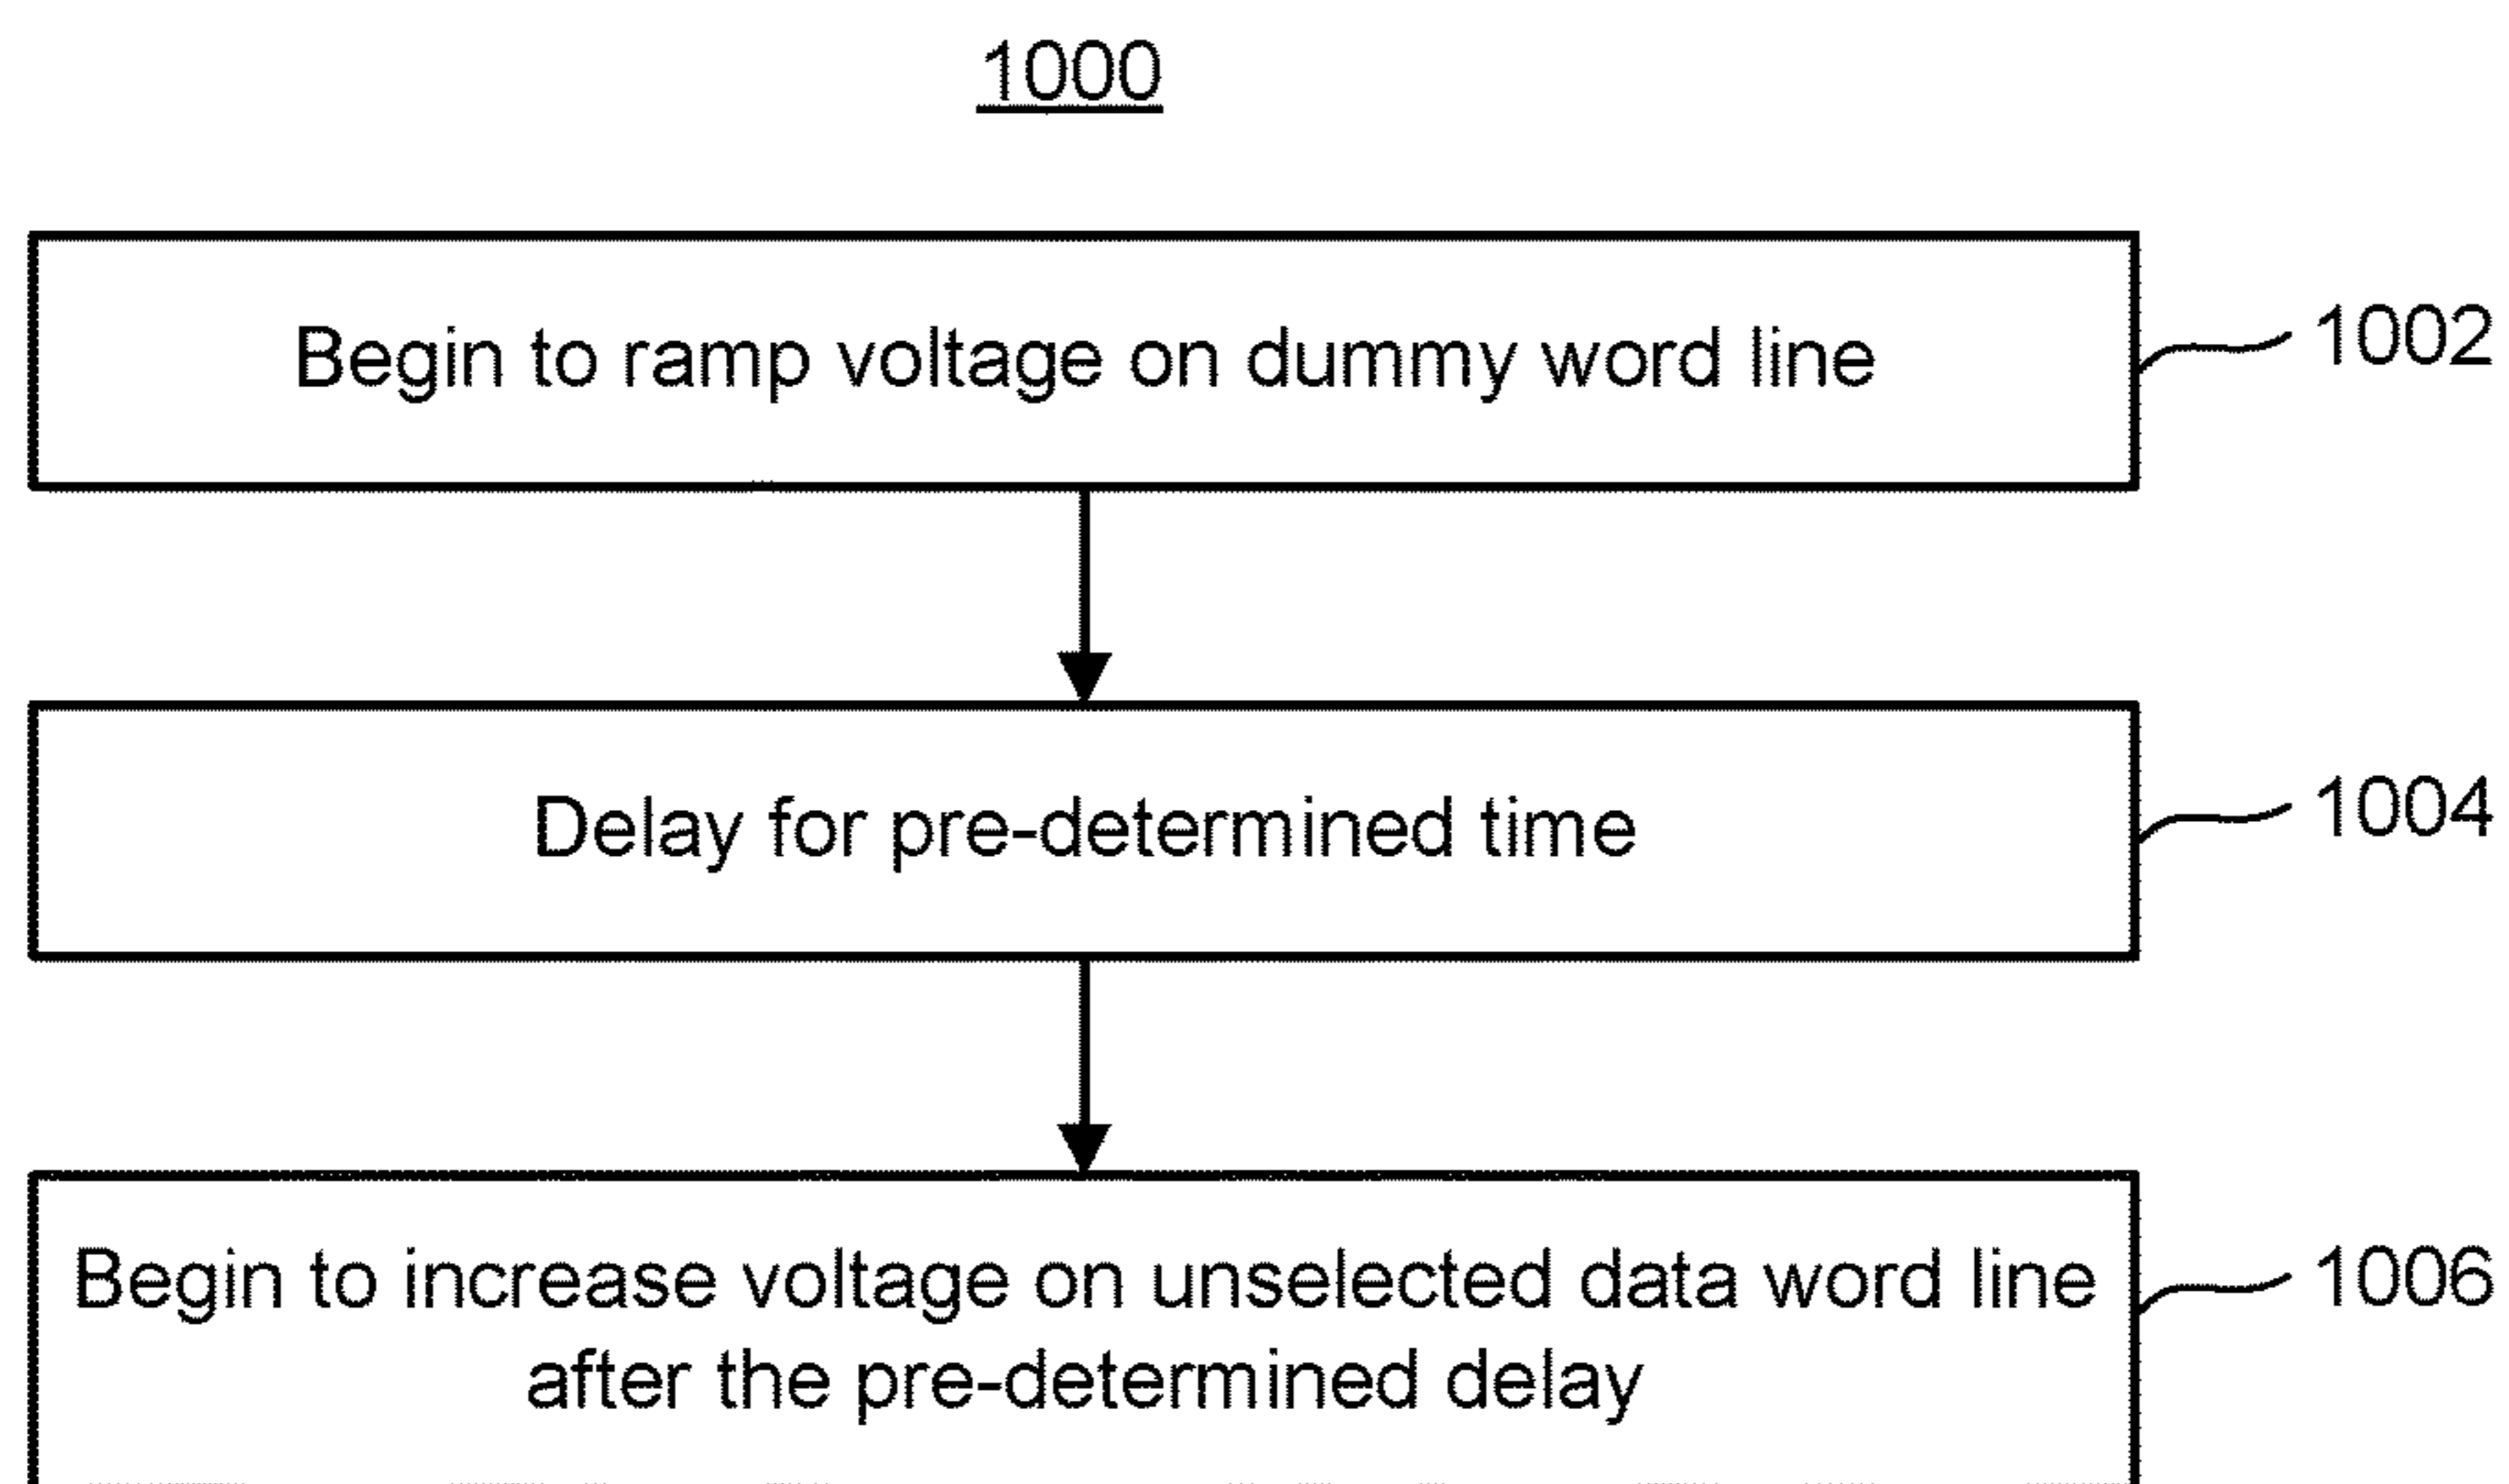 1000
Begin to ramp voltage on dummy word line
1002
Delay for pre-determined time
1004
Begin to increase voltage on unselected data word line
after the pre-determined delay
1006